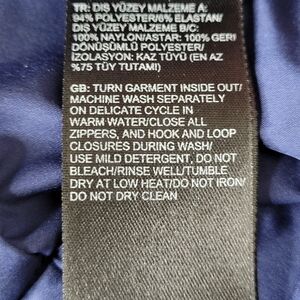 TR: DIŞ YÜZEY MALZEME A:
94% POLYESTER/6% ELASTAN/
DIŞ YÜZEY MALZEME B/C:
100% NAYLON/ASTAR: 100% GERİ
DÖNÜŞÜMLÜ POLYESTER/
İZOLASYON: KAZ TÜYÜ (EN AZ
%75 TÜY TUTAMI)
GB: TURN GARMENT INSIDE OUT/
MACHINE WASH SEPARATELY
ON DELICATE CYCLE IN
WARM WATER/CLOSE ALL
ZIPPERS, AND HOOK AND LOOP
CLOSURES DURING WASH/
USE MILD DETERGENT, DO NOT
BLEACH/RINSE WELL/TUMBLE
DRY AT LOW HEAT/DO NOT IRON/
DO NOT DRY CLEAN